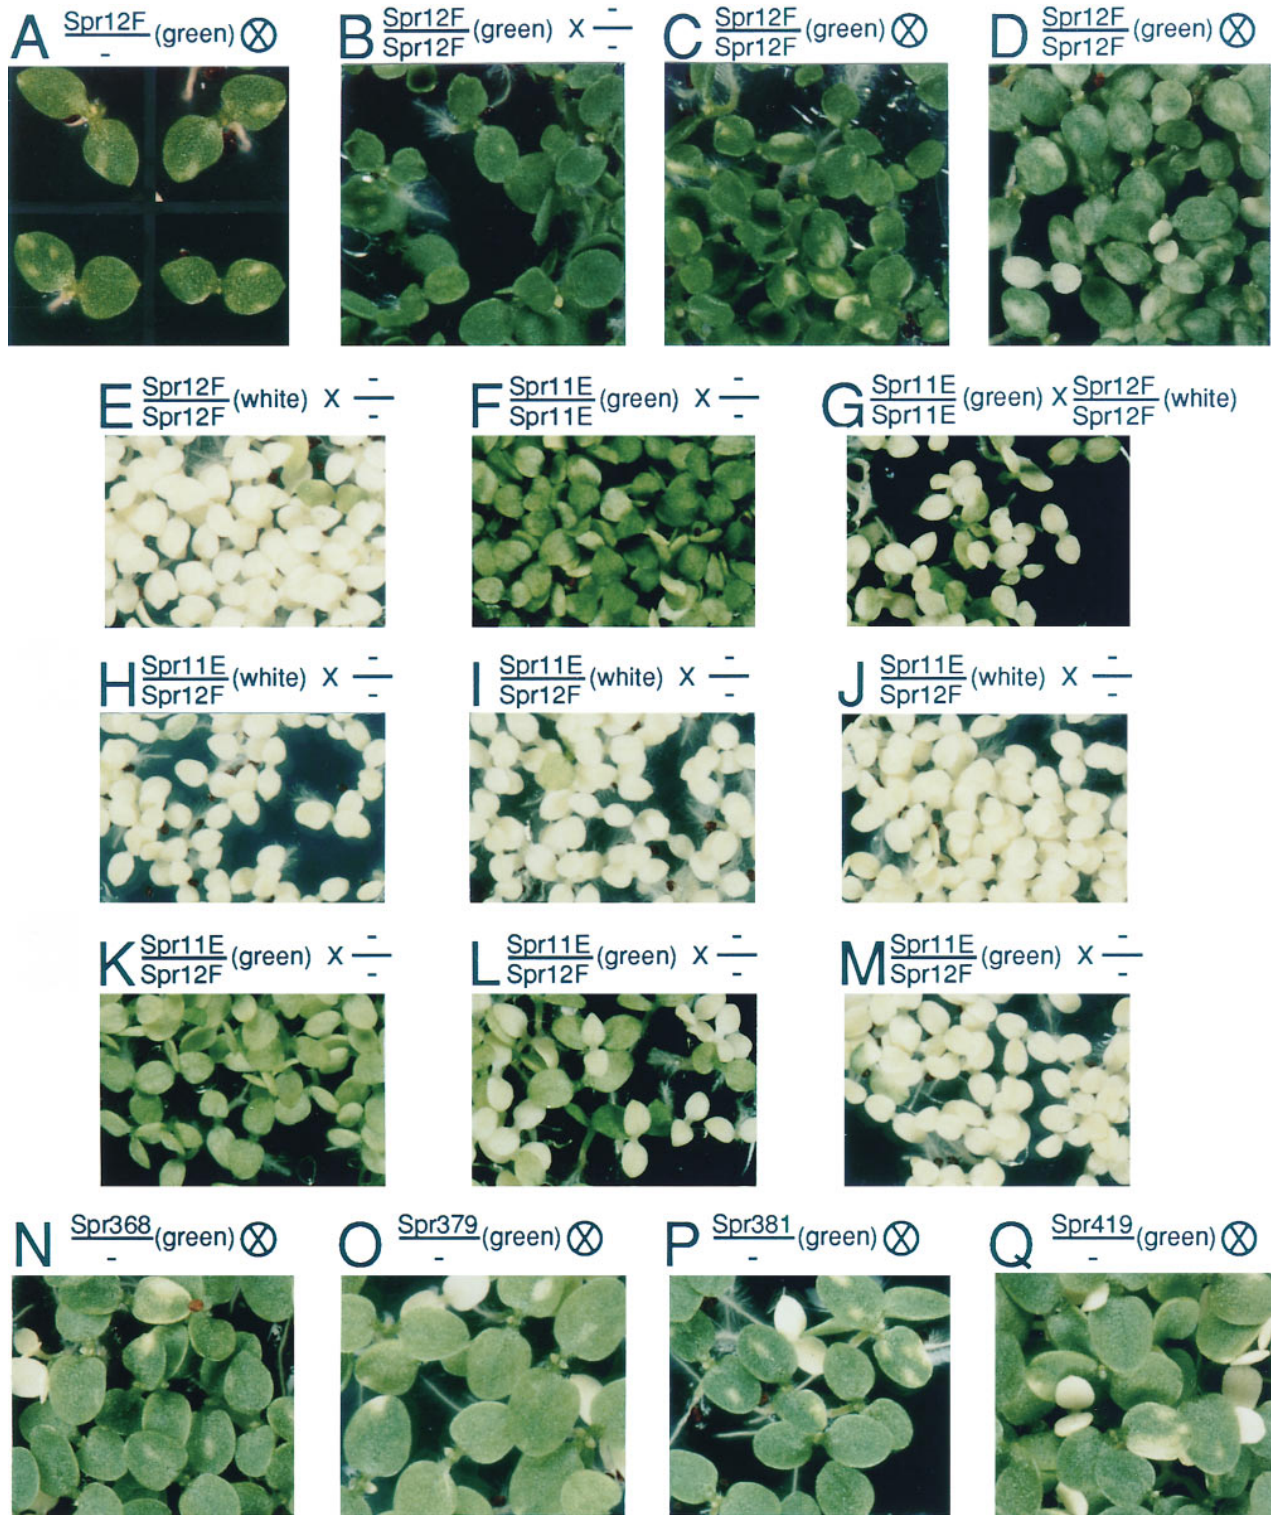 A Spr12F/- (green) ⊗
B Spr12F/Spr12F (green) X -/-
C Spr12F/Spr12F (green) ⊗
D Spr12F/Spr12F (green) ⊗
E Spr12F/Spr12F (white) X -/-
F Spr11E/Spr11E (green) X -/-
G Spr11E/Spr11E (green) X Spr12F/Spr12F (white)
H Spr11E/Spr12F (white) X -/-
I Spr11E/Spr12F (white) X -/-
J Spr11E/Spr12F (white) X -/-
K Spr11E/Spr12F (green) X -/-
L Spr11E/Spr12F (green) X -/-
M Spr11E/Spr12F (green) X -/-
N Spr368/- (green) ⊗
O Spr379/- (green) ⊗
P Spr381/- (green) ⊗
Q Spr419/- (green) ⊗